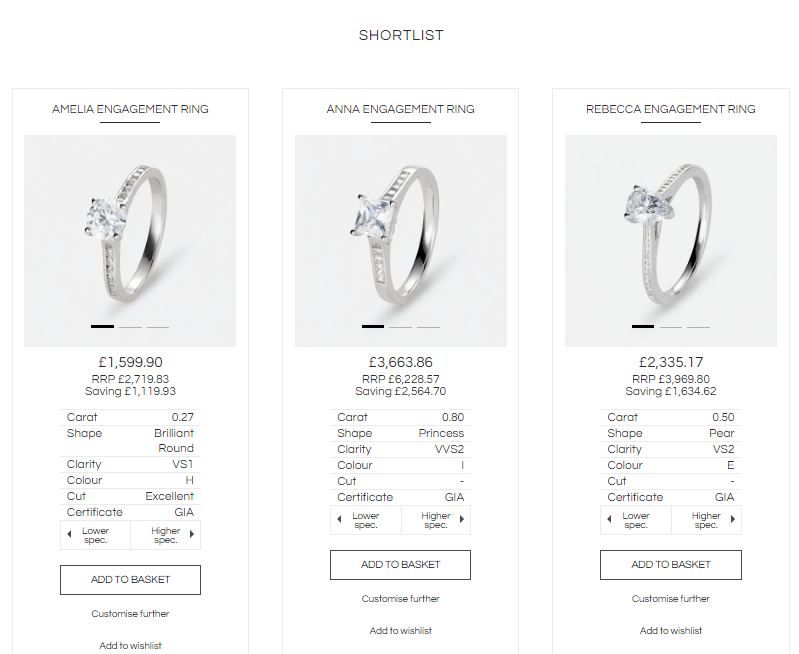 SHORTLIST
AMELIA ENGAGEMENT RING
£1,599.90
RRP £2,719.83
Saving £1,119.93
Carat 0.27
Shape Brilliant
Round
Clarity VS1
Colour H
Cut Excellent
Certificate GIA
Lower Higher
spec. spec.
ADD TO BASKET
Customise further
Add to wishlist
ANNA ENGAGEMENT RING
£3,663.86
RRP £6,228.57
Saving £2,564.70
Carat 0.80
Shape Princess
Clarity VVS2
Colour I
Cut -
Certificate GIA
Lower Higher
spec. spec.
ADD TO BASKET
Customise further
Add to wishlist
REBECCA ENGAGEMENT RING
£2,335.17
RRP £3,969.80
Saving £1,634.62
Carat 0.50
Shape Pear
Clarity VS2
Colour E
Cut -
Certificate GIA
Lower Higher
spec. spec.
ADD TO BASKET
Customise further
Add to wishlist